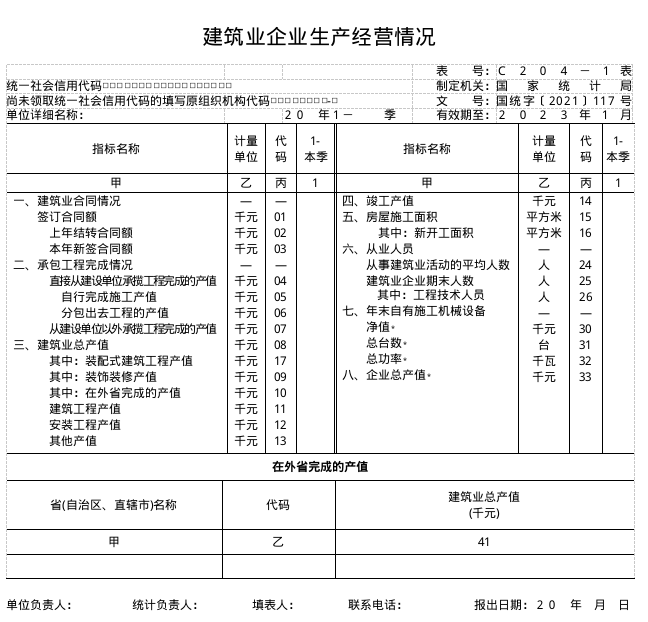 建筑业企业生产经营情况
表 号: C 2 0 4 － 1 表
统一社会信用代码□□□□□□□□□□□□□□□□□□ 制定机关: 国 家 统 计 局
尚未领取统一社会信用代码的填写原组织机构代码□□□□□□□□-□ 文 号: 国统字〔2021〕117 号
单位详细名称: 20 年1－ 季 有效期至: 2 0 2 3 年 1 月
指标名称 计量单位 代码 1-本季 指标名称 计量单位 代码 1-本季
甲 乙 丙 1 甲 乙 丙 1
一、建筑业合同情况 — — 四、竣工产值 千元 14
签订合同额 千元 01 五、房屋施工面积 平方米 15
上年结转合同额 千元 02 其中: 新开工面积 平方米 16
本年新签合同额 千元 03 六、从业人员 — —
二、承包工程完成情况 — — 从事建筑业活动的平均人数 人 24
直接从建设单位承揽工程完成的产值 千元 04 建筑业企业期末人数 人 25
自行完成施工产值 千元 05 其中: 工程技术人员 人 26
分包出去工程的产值 千元 06 七、年末自有施工机械设备 — —
从建设单位以外承揽工程完成的产值 千元 07 净值* 千元 30
三、建筑业总产值 千元 08 总台数* 台 31
其中: 装配式建筑工程产值 千元 17 总功率* 千瓦 32
其中: 装饰装修产值 千元 09 八、企业总产值* 千元 33
其中: 在外省完成的产值 千元 10
建筑工程产值 千元 11
安装工程产值 千元 12
其他产值 千元 13
在外省完成的产值
省(自治区、直辖市)名称 代码 建筑业总产值
(千元)
甲 乙 41
单位负责人: 统计负责人: 填表人: 联系电话: 报出日期: 2 0 年 月 日